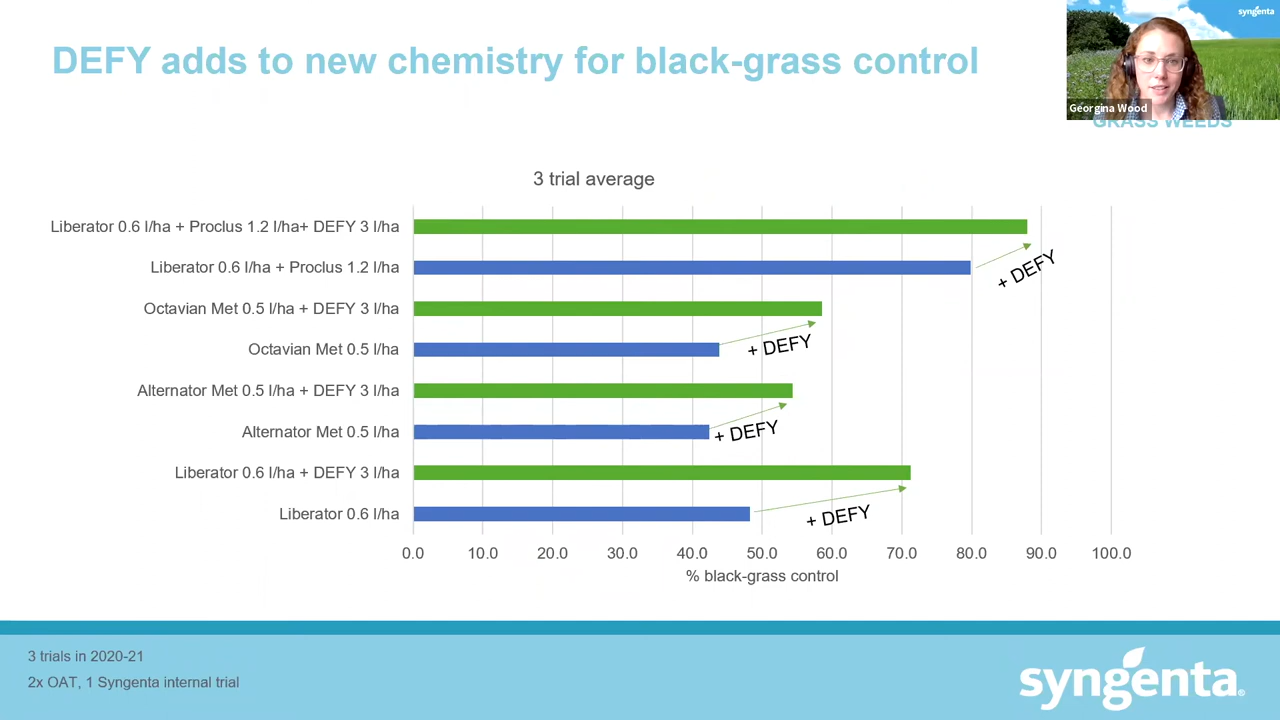 DEFY adds to new chemistry for black-grass control
syngenta
Georgina Wood
GRASS WEEDS
3 trial average
Liberator 0.6 l/ha + Proclus 1.2 l/ha+ DEFY 3 l/ha
Liberator 0.6 l/ha + Proclus 1.2 l/ha
+ DEFY
Octavian Met 0.5 l/ha + DEFY 3 l/ha
Octavian Met 0.5 l/ha
+ DEFY
Alternator Met 0.5 l/ha + DEFY 3 l/ha
Alternator Met 0.5 l/ha
+ DEFY
Liberator 0.6 l/ha + DEFY 3 l/ha
Liberator 0.6 l/ha
+ DEFY
0.0 10.0 20.0 30.0 40.0 50.0 60.0 70.0 80.0 90.0 100.0
% black-grass control
3 trials in 2020-21
2x OAT, 1 Syngenta internal trial
syngenta®